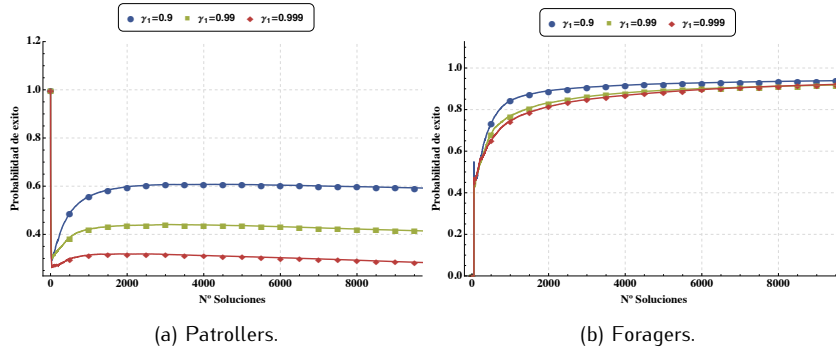 γ₁=0.9 γ₁=0.99 γ₁=0.999
1.2
1.0
0.8
0.6
0.4
Probabilidad de exito
0 2000 4000 6000 8000
Nº Soluciones
(a) Patrollers.
γ₁=0.9 γ₁=0.99 γ₁=0.999
1.0
0.8
0.6
0.4
0.2
0.0
Probabilidad de exito
0 2000 4000 6000 8000
Nº Soluciones
(b) Foragers.